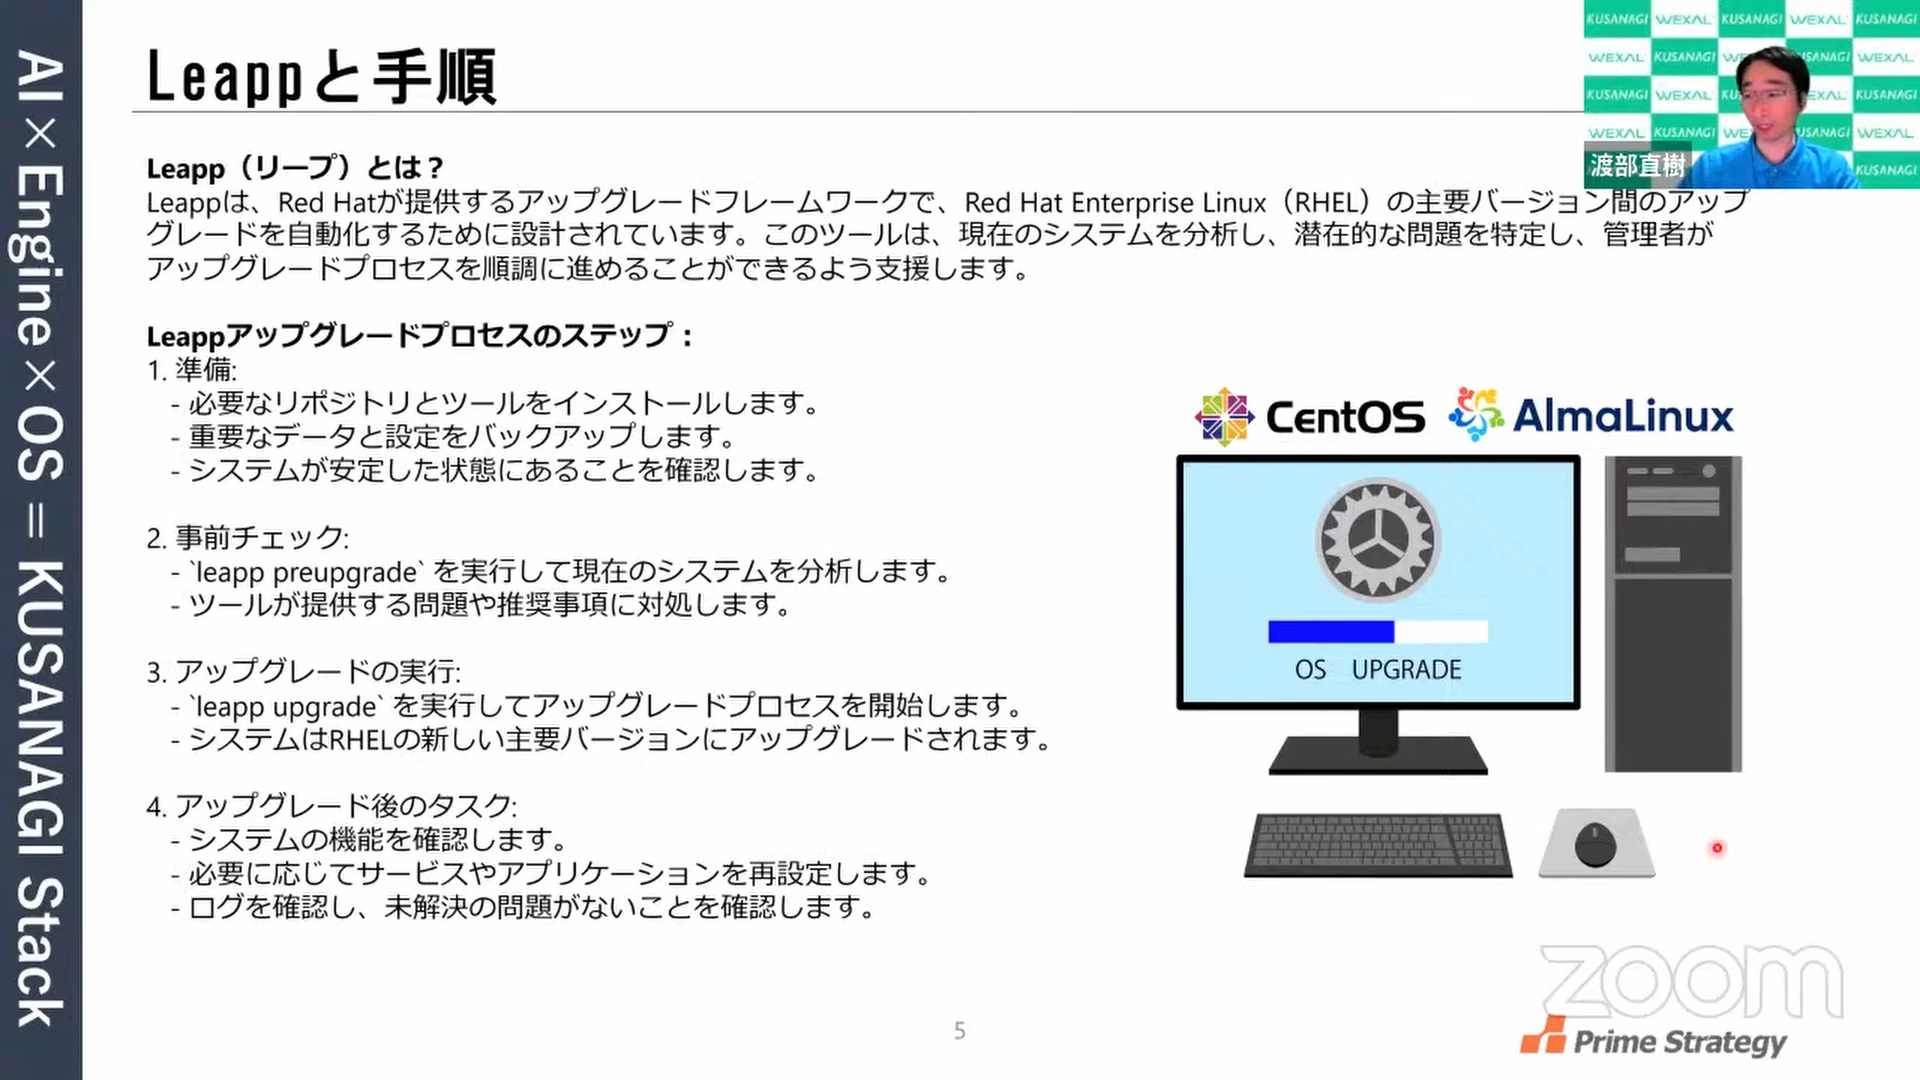 AI×Engine×OS = KUSANAGI Stack
Leappと手順
KUSANAGI WEXAL KUSANAGI WEXAL KUSANAGI
WEXAL KUSANAGI KUSANAGI WEXAL
KUSANAGI WEXAL KUSANAGI
WEXAL KUSANAGI KUSANAGI WEXAL
KUSANAGI
渡部直樹
Leapp（リープ）とは？
Leappは、Red Hatが提供するアップグレードフレームワークで、Red Hat Enterprise Linux（RHEL）の主要バージョン間のアップ
グレードを自動化するために設計されています。このツールは、現在のシステムを分析し、潜在的な問題を特定し、管理者が
アップグレードプロセスを順調に進めることができるよう支援します。
Leappアップグレードプロセスのステップ：
1. 準備:
- 必要なリポジトリとツールをインストールします。
- 重要なデータと設定をバックアップします。
- システムが安定した状態にあることを確認します。
2. 事前チェック:
- `leapp preupgrade` を実行して現在のシステムを分析します。
- ツールが提供する問題や推奨事項に対処します。
3. アップグレードの実行:
- `leapp upgrade` を実行してアップグレードプロセスを開始します。
- システムはRHELの新しい主要バージョンにアップグレードされます。
4. アップグレード後のタスク:
- システムの機能を確認します。
- 必要に応じてサービスやアプリケーションを再設定します。
- ログを確認し、未解決の問題がないことを確認します。
CentOS AlmaLinux
OS UPGRADE
zoom
Prime Strategy
5